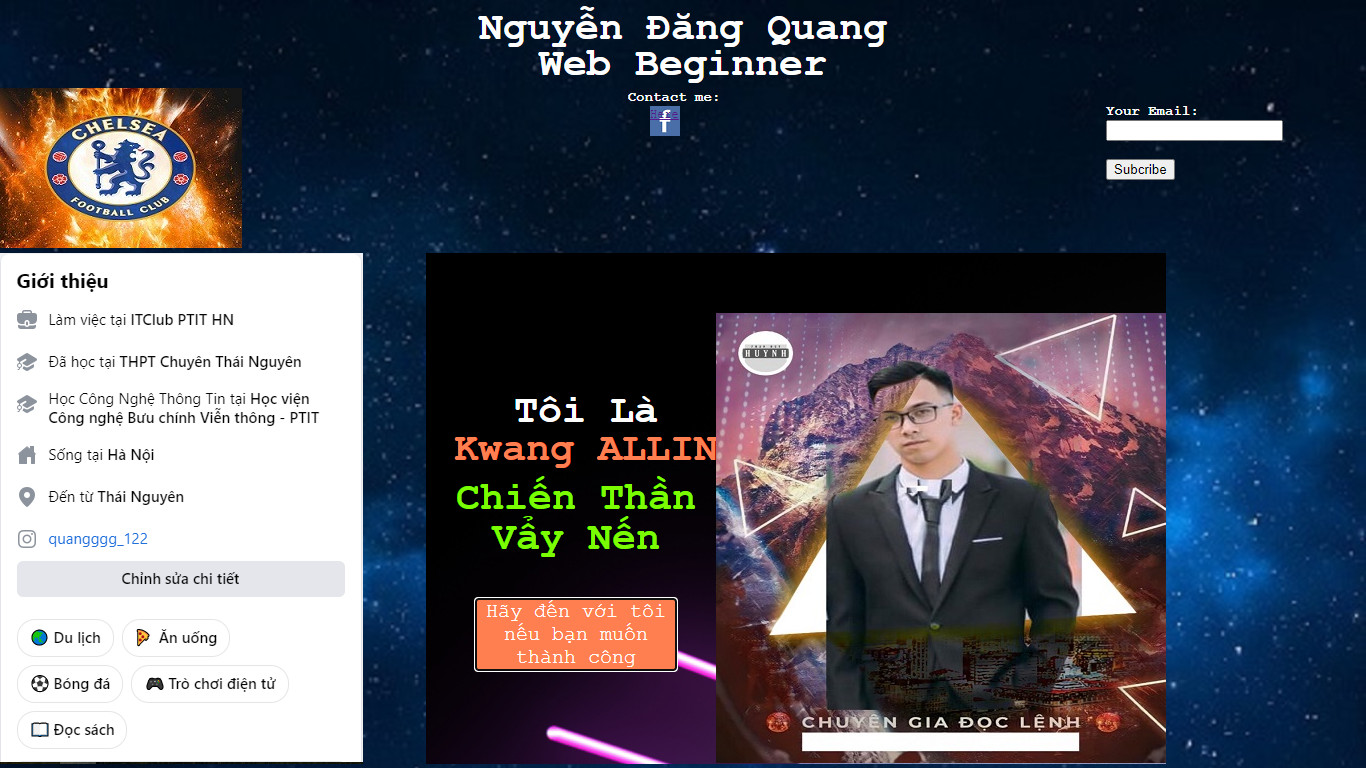 Nguyễn Đăng Quang
Web Beginner
Contact me:
CHELSEA
FOOTBALL CLUB
Your Email:
Subcribe
Giới thiệu
Làm việc tại ITClub PTIT HN
Đã học tại THPT Chuyên Thái Nguyên
Học Công Nghệ Thông Tin tại Học viện
Công nghệ Bưu chính Viễn thông - PTIT
Sống tại Hà Nội
Đến từ Thái Nguyên
quangggg_122
Chỉnh sửa chi tiết
Du lịch
Ăn uống
Bóng đá
Trò chơi điện tử
Đọc sách
Tôi Là
Kwang ALLIN
Chiến Thần
Vẩy Nến
Hãy đến với tôi
nếu bạn muốn
thành công
HUỲNH
CHUYÊN GIA ĐỌC LỆNH